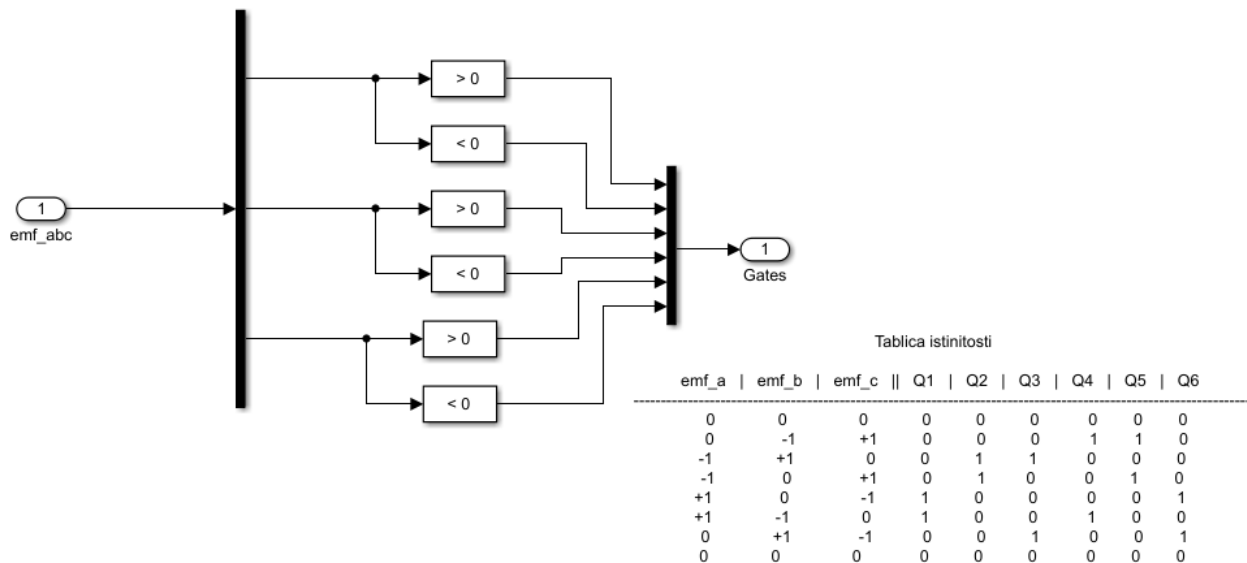 > 0
< 0
> 0
1
emf_abc
< 0
1
Gates
> 0
< 0
Tablica istinitosti
emf_a | emf_b | emf_c || Q1 | Q2 | Q3 | Q4 | Q5 | Q6
--------------------------------------------------------------------------------
0 0 0 0 0 0 0 0 0
0 -1 +1 0 0 0 1 1 0
-1 +1 0 0 1 1 0 0 0
-1 0 +1 0 1 0 0 1 0
+1 0 -1 1 0 0 0 0 1
+1 -1 0 1 0 0 1 0 0
0 +1 -1 0 0 1 0 0 1
0 0 0 0 0 0 0 0 0